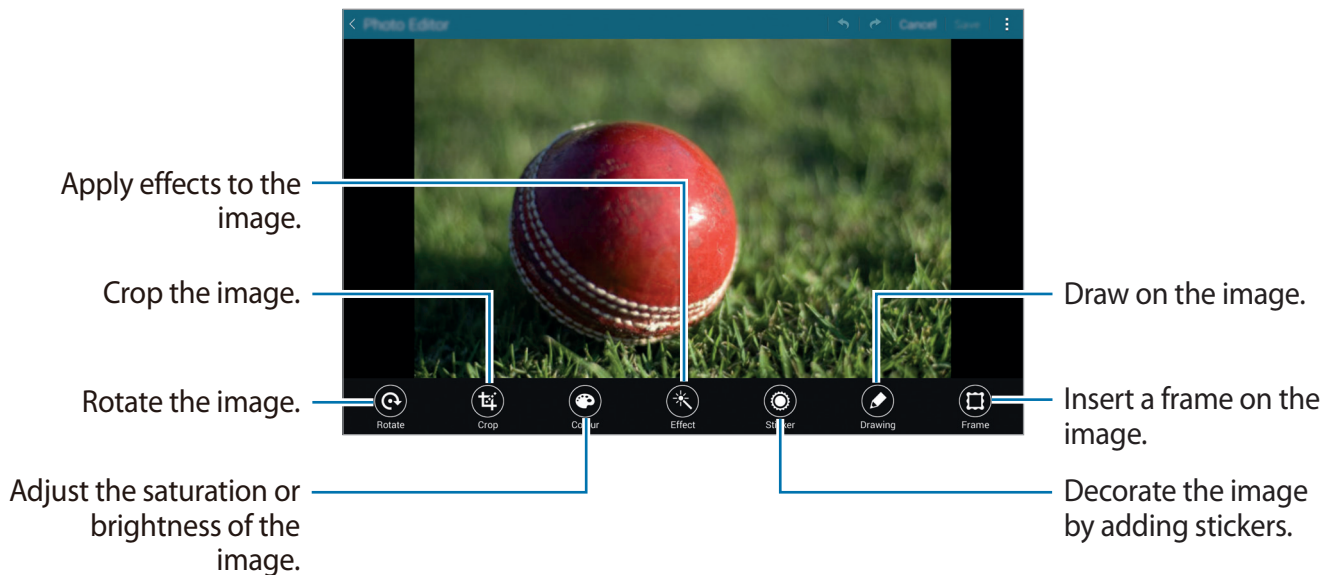 Photo Editor
Cancel
Save
Apply effects to the
image.
Crop the image.
Draw on the image.
Rotate the image.
Insert a frame on the
image.
Rotate
Crop
Colour
Effect
Sticker
Drawing
Frame
Adjust the saturation or
brightness of the
image.
Decorate the image
by adding stickers.